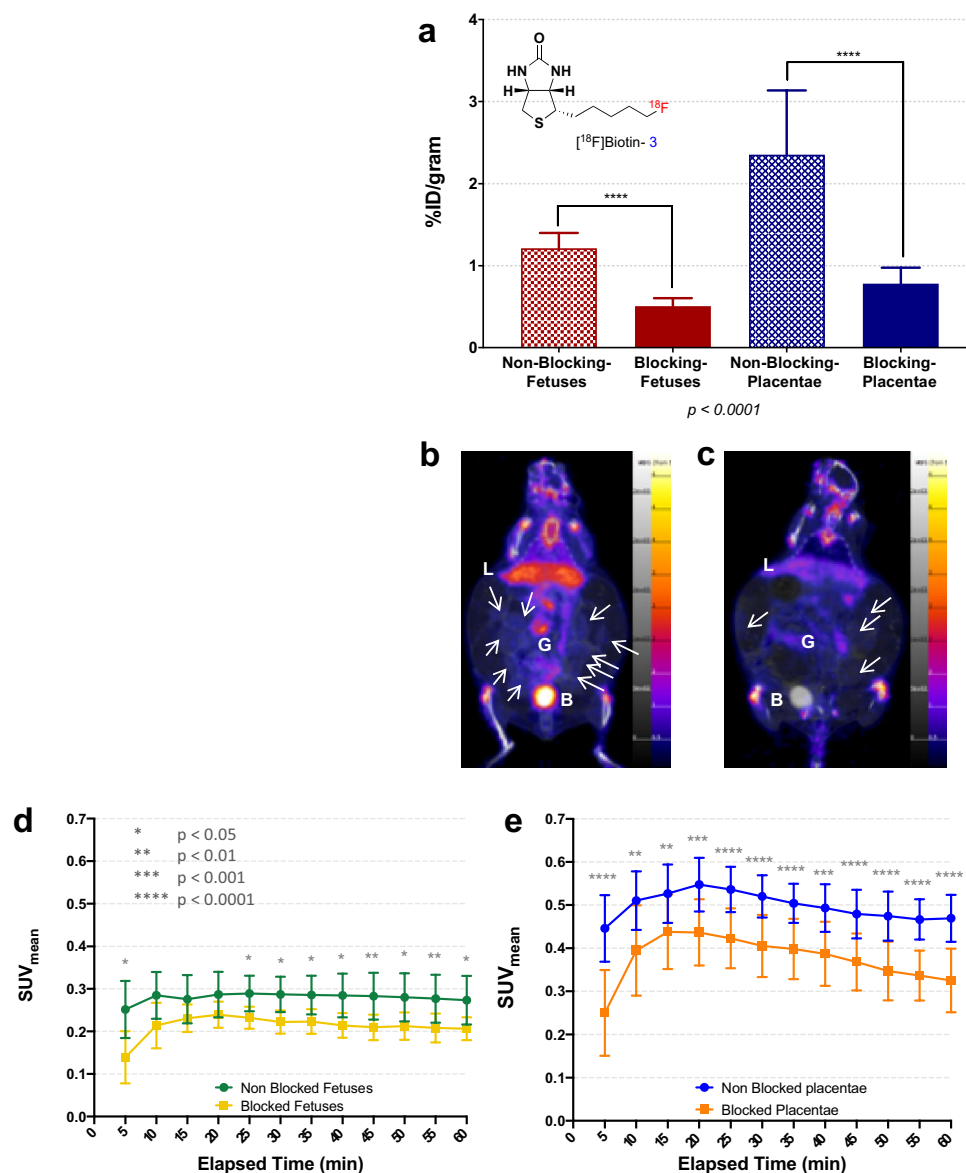 a
4
3
2
1
0
%ID/gram
O
HN NH
H H
S
18F
[18F]Biotin- 3
****
****
Non-Blocking-
Fetuses
Blocking-
Fetuses
Non-Blocking-
Placentae
Blocking-
Placentae
p < 0.0001
b
L
G
B
c
L
G
B
d
0.7
0.6
0.5
0.4
0.3
0.2
0.1
0.0
SUVmean
* p < 0.05
** p < 0.01
*** p < 0.001
**** p < 0.0001
* * * * * ** * ** *
Non Blocked Fetuses
Blocked Fetuses
0 5 10 15 20 25 30 35 40 45 50 55 60
Elapsed Time (min)
e
0.7
0.6
0.5
0.4
0.3
0.2
0.1
0.0
SUVmean
**** ** ** *** **** **** **** *** **** **** **** ****
Non Blocked placentae
Blocked Placentae
0 5 10 15 20 25 30 35 40 45 50 55 60
Elapsed Time (min)